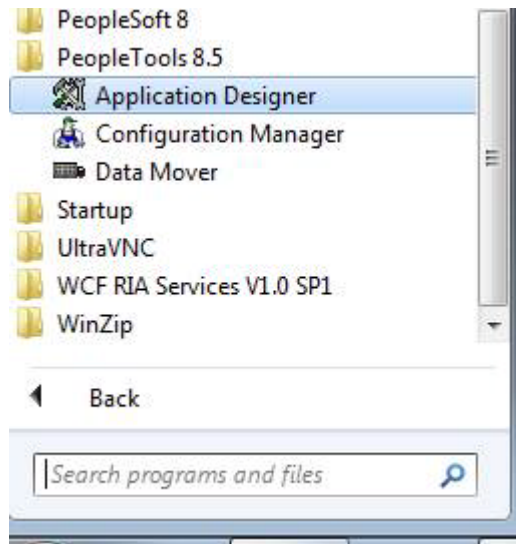 PeopleSoft 8
PeopleTools 8.5
Application Designer
Configuration Manager
Data Mover
Startup
UltraVNC
WCF RIA Services V1.0 SP1
WinZip
Back
Search programs and files